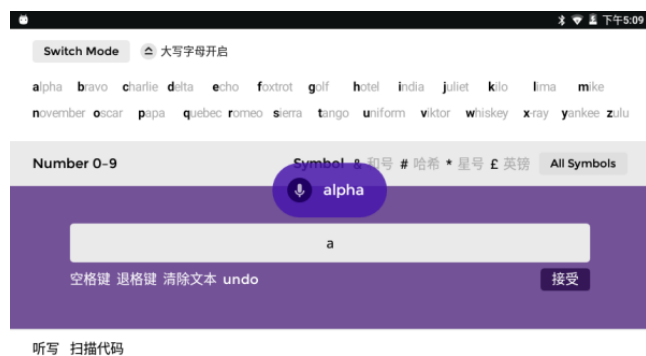 下午5:09
Switch Mode 大写字母开启
alpha bravo charlie delta echo foxtrot golf hotel india juliet kilo lima mike
november oscar papa quebec romeo sierra tango uniform viktor whiskey x-ray yankee zulu
Number 0-9 Symbol & 和号 # 哈希 * 星号 £ 英镑 All Symbols
alpha
a
空格键 退格键 清除文本 undo 接受
听写 扫描代码